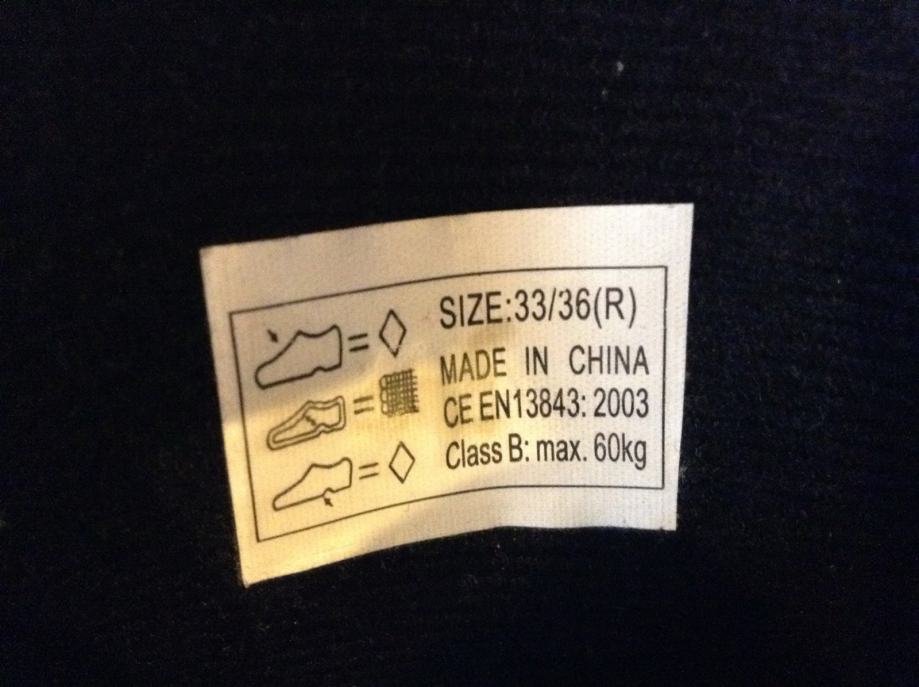 SIZE:33/36(R)
MADE IN CHINA
CE EN13843: 2003
Class B: max. 60kg